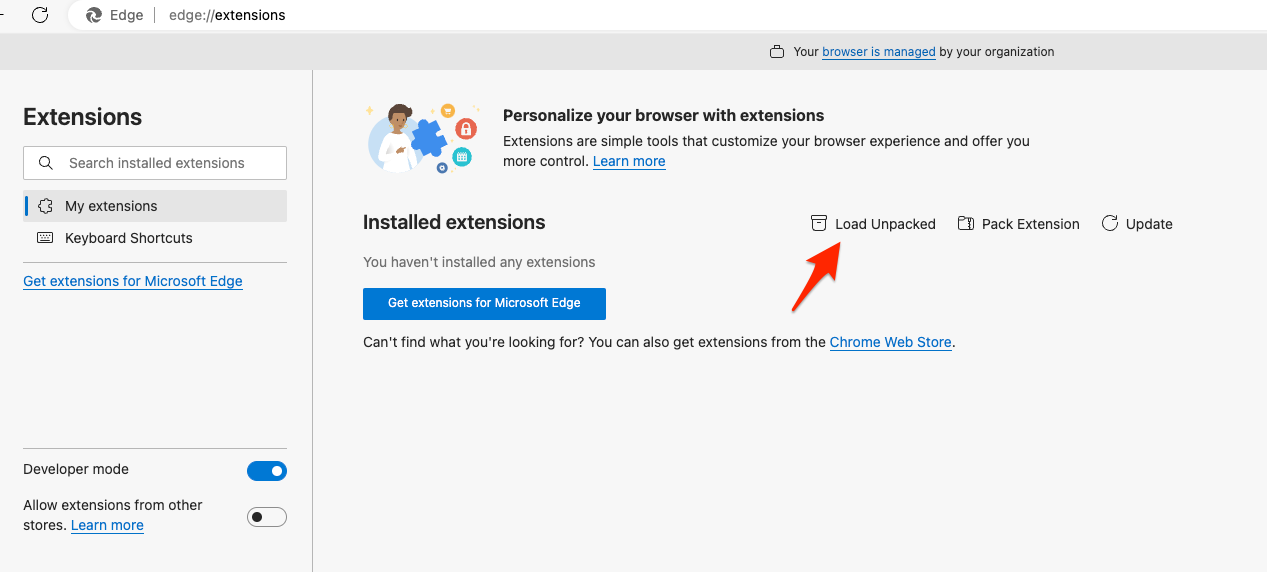 Edge | edge://extensions
Your browser is managed by your organization
Extensions
Search installed extensions
My extensions
Keyboard Shortcuts
Get extensions for Microsoft Edge
Developer mode
Allow extensions from other
stores. Learn more
Personalize your browser with extensions
Extensions are simple tools that customize your browser experience and offer you
more control. Learn more
Installed extensions
Load Unpacked
Pack Extension
Update
You haven't installed any extensions
Get extensions for Microsoft Edge
Can't find what you're looking for? You can also get extensions from the Chrome Web Store.